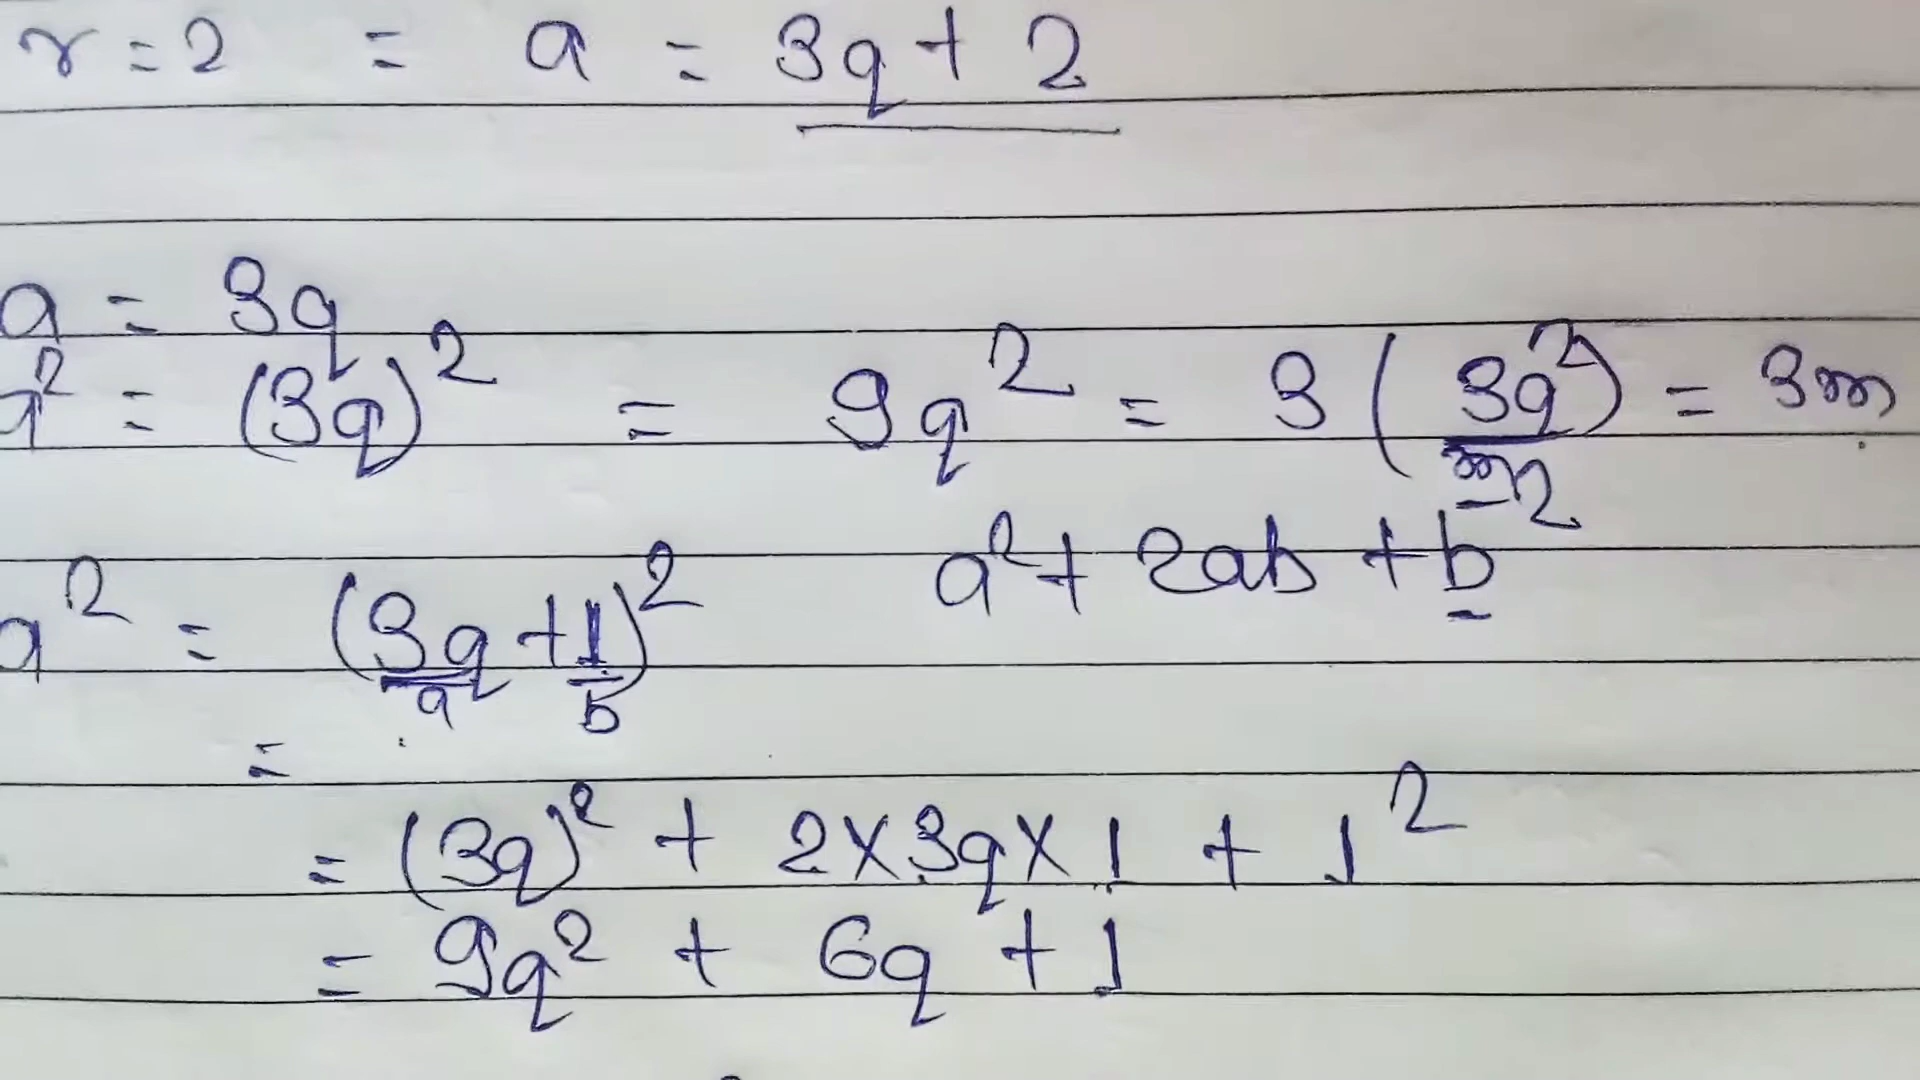 r = 2 = a = 3q + 2
a = 3q
a² = (3q)² = 9q² = 3(3q²) = 3m
m
a² + 2ab + b²
a² = (3q + 1)²
a b
=
= (3q)² + 2×3q×1 + 1²
= 9q² + 6q + 1